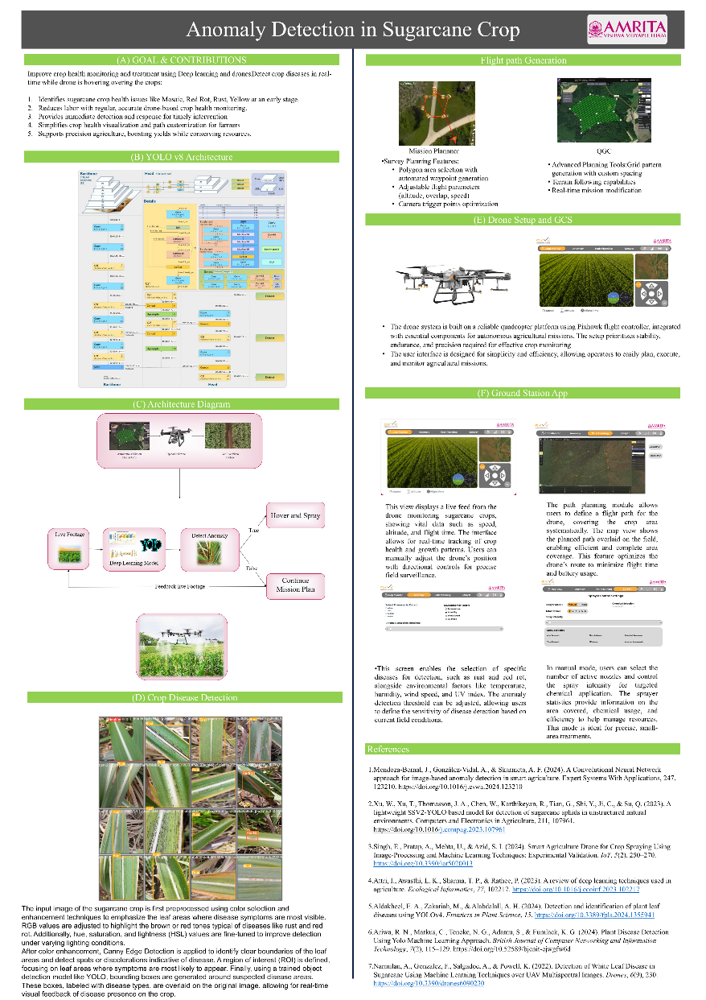 Anomaly Detection in Sugarcane Crop
AMRITA
VISHWA VIDYAPEETHAM
(A) GOAL & CONTRIBUTIONS
Improve crop health monitoring and treatment using Deep learning and drones.Detect crop diseases in real-
time while drone is hovering overing the crops:
1. Identifies sugarcane crop health issues like Mosaic, Red Rot, Rust, Yellow at an early stage.
2. Reduces labor with regular, accurate drone-based crop health monitoring.
3. Provides immediate detection and response for timely intervention
4. Simplifies crop health visualization and path customization for farmers
5. Supports precision agriculture, boosting yields while conserving resources.
(B) YOLO v8 Architecture
Backbone
Head
Details
Backbone
Head
(C) Architecture Diagram
Live Footage
Deep Learning Model
Detect Anomaly
True
Hover and Spray
False
Continue
Mission Plan
Feedback live Footage
(D) Crop Disease Detection
The input image of the sugarcane crop is first preprocessed using color selection and
enhancement techniques to emphasize the leaf areas where disease symptoms are most visible.
RGB values are adjusted to highlight the brown or red tones typical of diseases like rust and red
rot. Additionally, hue, saturation, and lightness (HSL) values are fine-tuned to improve detection
under varying lighting conditions.
After color enhancement, Canny Edge Detection is applied to identify clear boundaries of the leaf
areas and detect spots or discolorations indicative of disease. A region of interest (ROI) is defined,
focusing on leaf areas where symptoms are most likely to appear. Finally, using a trained object
detection model like YOLO, bounding boxes are generated around suspected disease areas.
These boxes, labeled with disease types, are overlaid on the original image, allowing for real-time
visual feedback of disease presence on the crop.
Flight path Generation
Mission Plannner
•Survey Planning Features:
• Polygon area selection with
automated waypoint generation
• Adjustable flight parameters
(altitude, overlap, speed)
• Camera trigger points optimization
QGC
• Advanced Planning Tools:Grid pattern
generation with custom spacing
• Terrain following capabilities
• Real-time mission modification
(E) Drone Setup and GCS
AMRITA
• The drone system is built on a reliable quadcopter platform using Pixhawk flight controller, integrated
with essential components for autonomous agricultural missions. The setup prioritizes stability,
endurance, and precision required for effective crop monitoring
• The user interface is designed for simplicity and efficiency, allowing operators to easily plan, execute,
and monitor agricultural missions.
(F) Ground Station App
AMRITA
AMRITA
This view displays a live feed from the
drone monitoring sugarcane crops,
showing vital data such as speed,
altitude, and flight time. The interface
allows for real-time tracking of crop
health and growth patterns. Users can
manually adjust the drone's position
with directional controls for precise
field surveillance.
The path planning module allows
users to define a flight path for the
drone, covering the crop area
systematically. The map view shows
the planned path overlaid on the field,
enabling efficient and complete area
coverage. This feature optimizes the
drone's route to minimize flight time
and battery usage.
AMRITA
AMRITA
•This screen enables the selection of specific
diseases for detection, such as rust and red rot,
alongside environmental factors like temperature,
humidity, wind speed, and UV index. The anomaly
detection threshold can be adjusted, allowing users
to define the sensitivity of disease detection based on
current field conditions.
In manual mode, users can select the
number of active nozzles and control
the spray intensity for targeted
chemical application. The sprayer
statistics provide information on the
area covered, chemical usage, and
efficiency to help manage resources.
This mode is ideal for precise, small-
area treatments.
References
1.Mendoza-Bernal, J., González-Vidal, A., & Skarmeta, A. F. (2024). A Convolutional Neural Network
approach for image-based anomaly detection in smart agriculture. Expert Systems With Applications, 247,
123210. https://doi.org/10.1016/j.eswa.2024.123210
2.Xu, W., Xu, T., Thomasson, J. A., Chen, W., Karthikeyan, R., Tian, G., Shi, Y., Ji, C., & Su, Q. (2023). A
lightweight SSV2-YOLO based model for detection of sugarcane aphids in unstructured natural
environments. Computers and Electronics in Agriculture, 211, 107961.
https://doi.org/10.1016/j.compag.2023.107961
3.Singh, E., Pratap, A., Mehta, U., & Azid, S. I. (2024). Smart Agriculture Drone for Crop Spraying Using
Image-Processing and Machine Learning Techniques: Experimental Validation. IoT, 5(2), 250–270.
https://doi.org/10.3390/iot5020013
4.Attri, I., Awasthi, L. K., Sharma, T. P., & Rathee, P. (2023). A review of deep learning techniques used in
agriculture. Ecological Informatics, 77, 102217. https://doi.org/10.1016/j.ecoinf.2023.102217
5.Aldakheel, E. A., Zakariah, M., & Alabdalall, A. H. (2024). Detection and identification of plant leaf
diseases using YOLOv4. Frontiers in Plant Science, 15. https://doi.org/10.3389/fpls.2024.1355941
6.Ariwa, R. N., Markus, C., Teneke, N. G., Adamu, S., & Fumlack, K. G. (2024). Plant Disease Detection
Using Yolo Machine Learning Approach. British Journal of Computer Networking and Information
Technology, 7(2), 115–129. https://doi.org/10.52589/bjcnit-ejwgfw6d
7.Narmilan, A., Gonzalez, F., Salgadoe, A., & Powell, K. (2022). Detection of White Leaf Disease in
Sugarcane Using Machine Learning Techniques over UAV Multispectral Images. Drones, 6(9), 230.
https://doi.org/10.3390/drones6090230